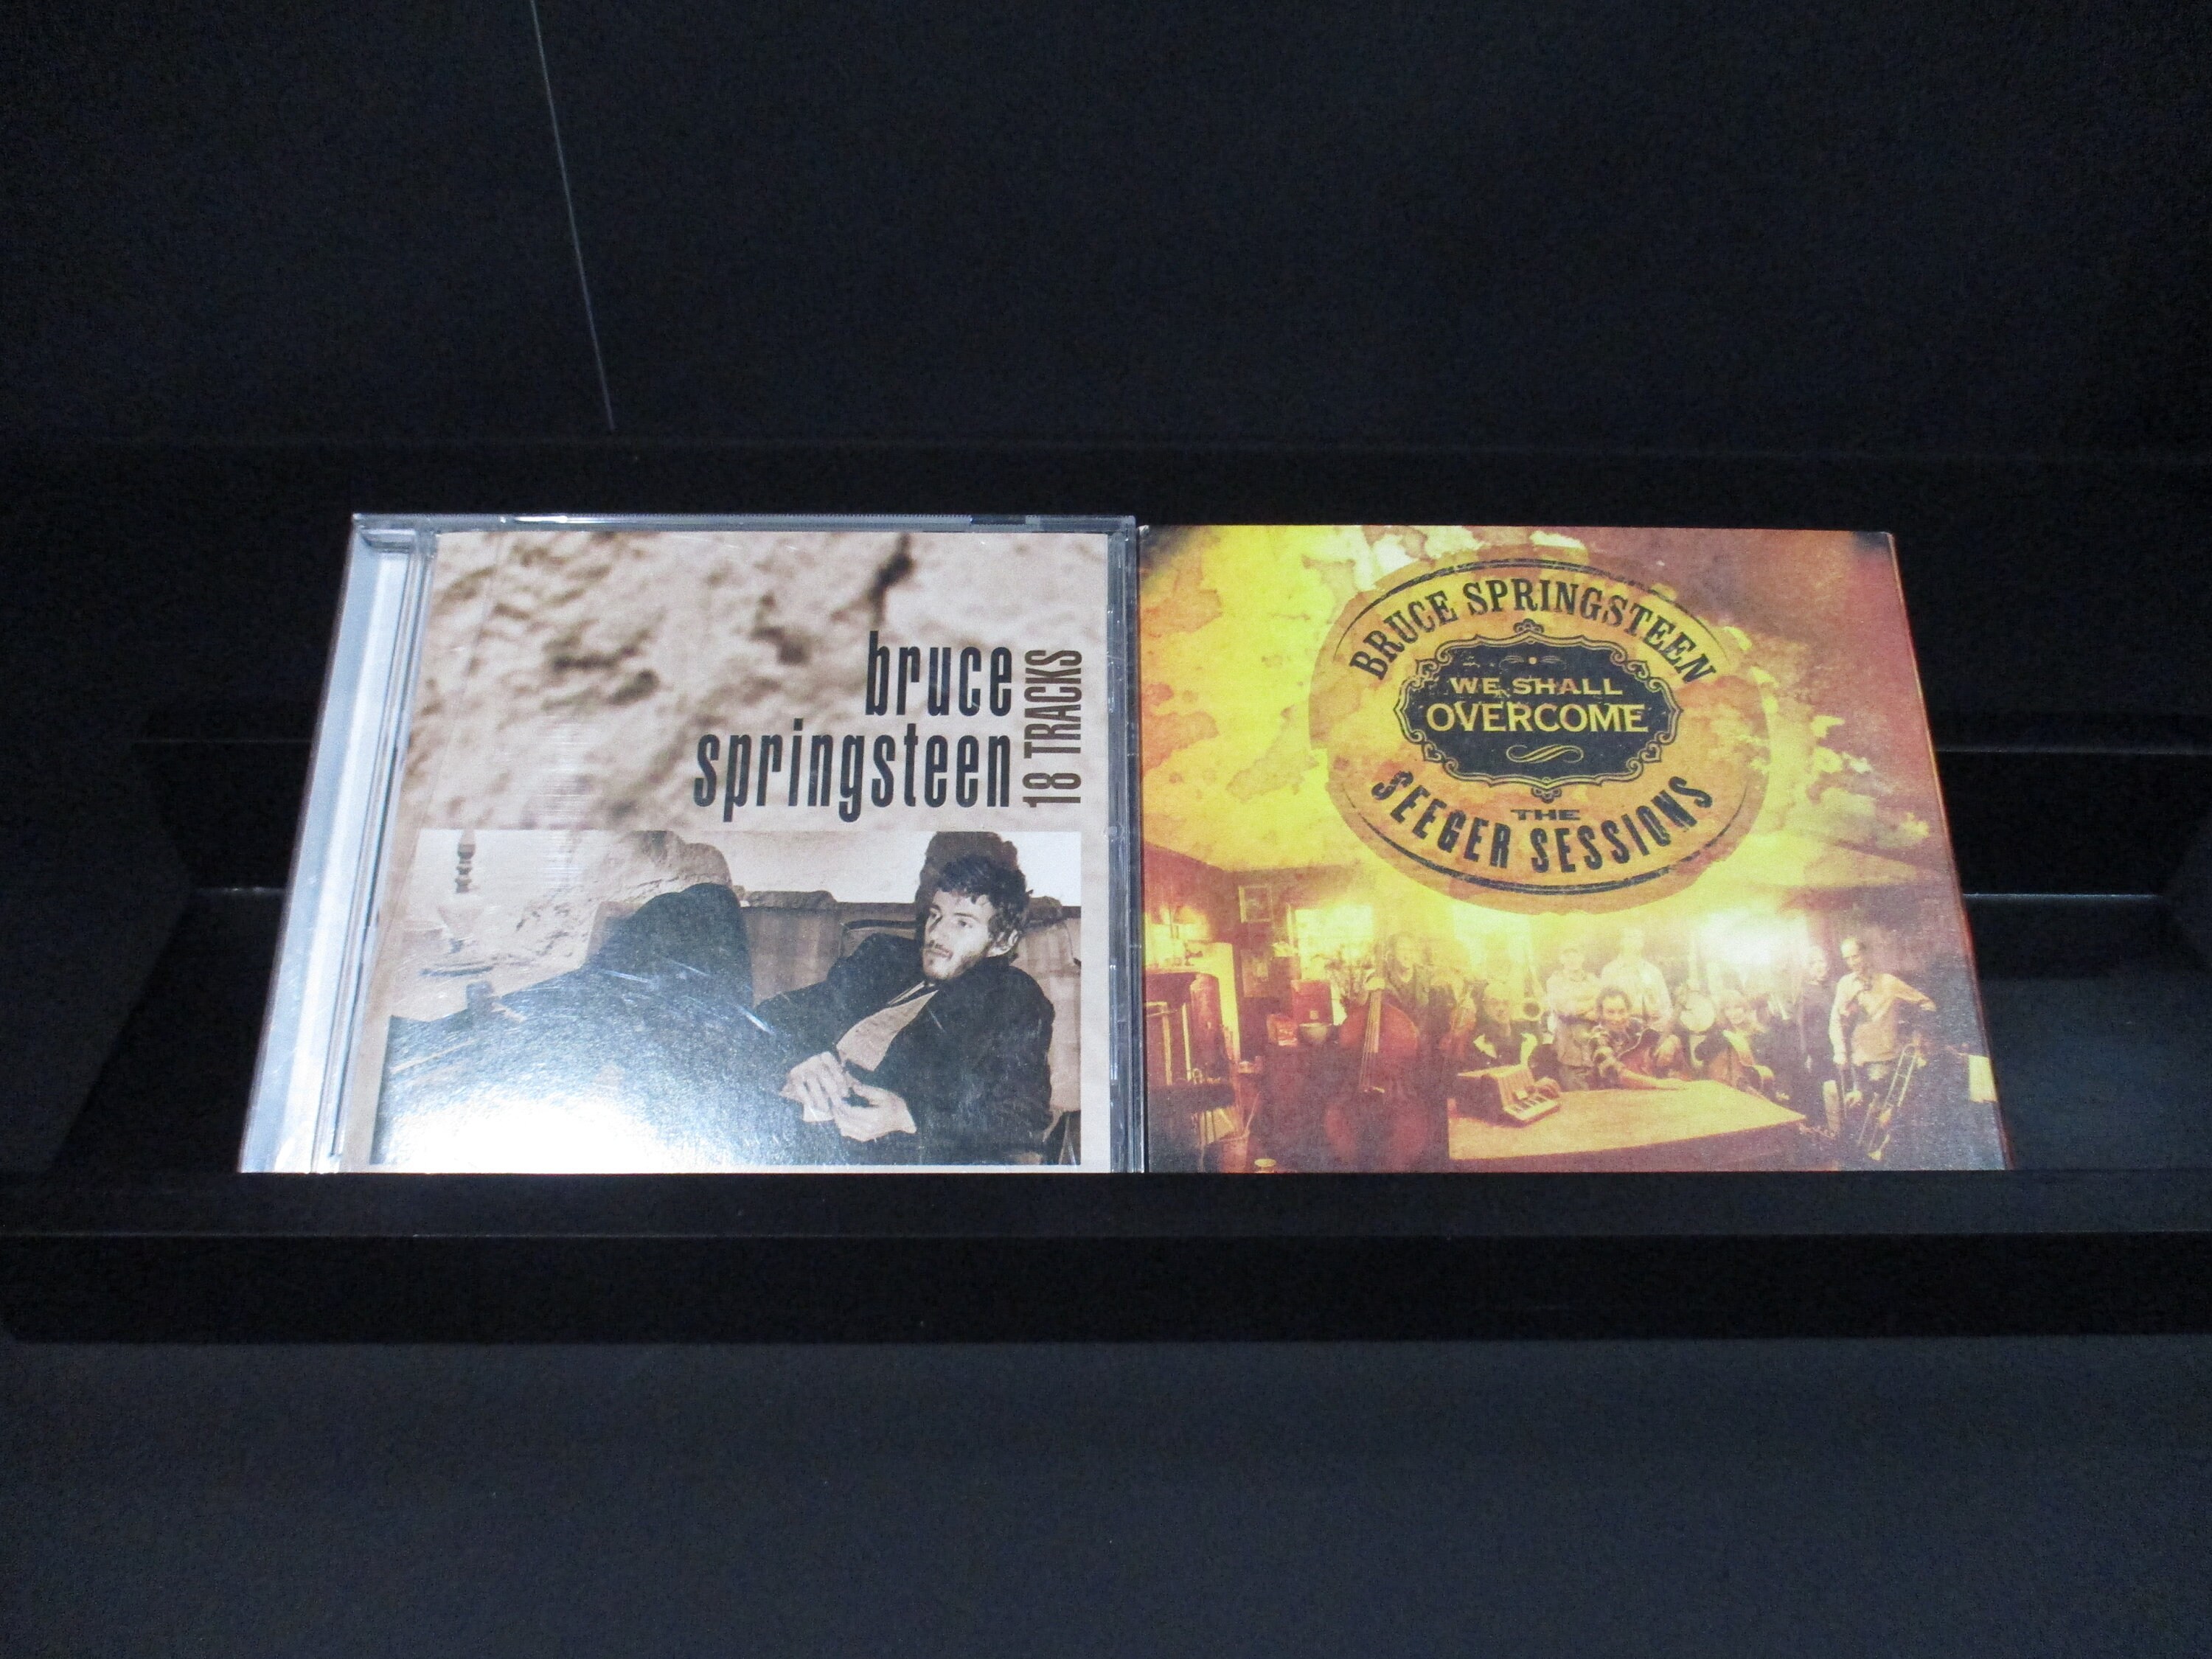 bruce
springsteen
18 TRACKS
BRUCE SPRINGSTEEN
WE SHALL
OVERCOME
THE
SEEGER SESSIONS